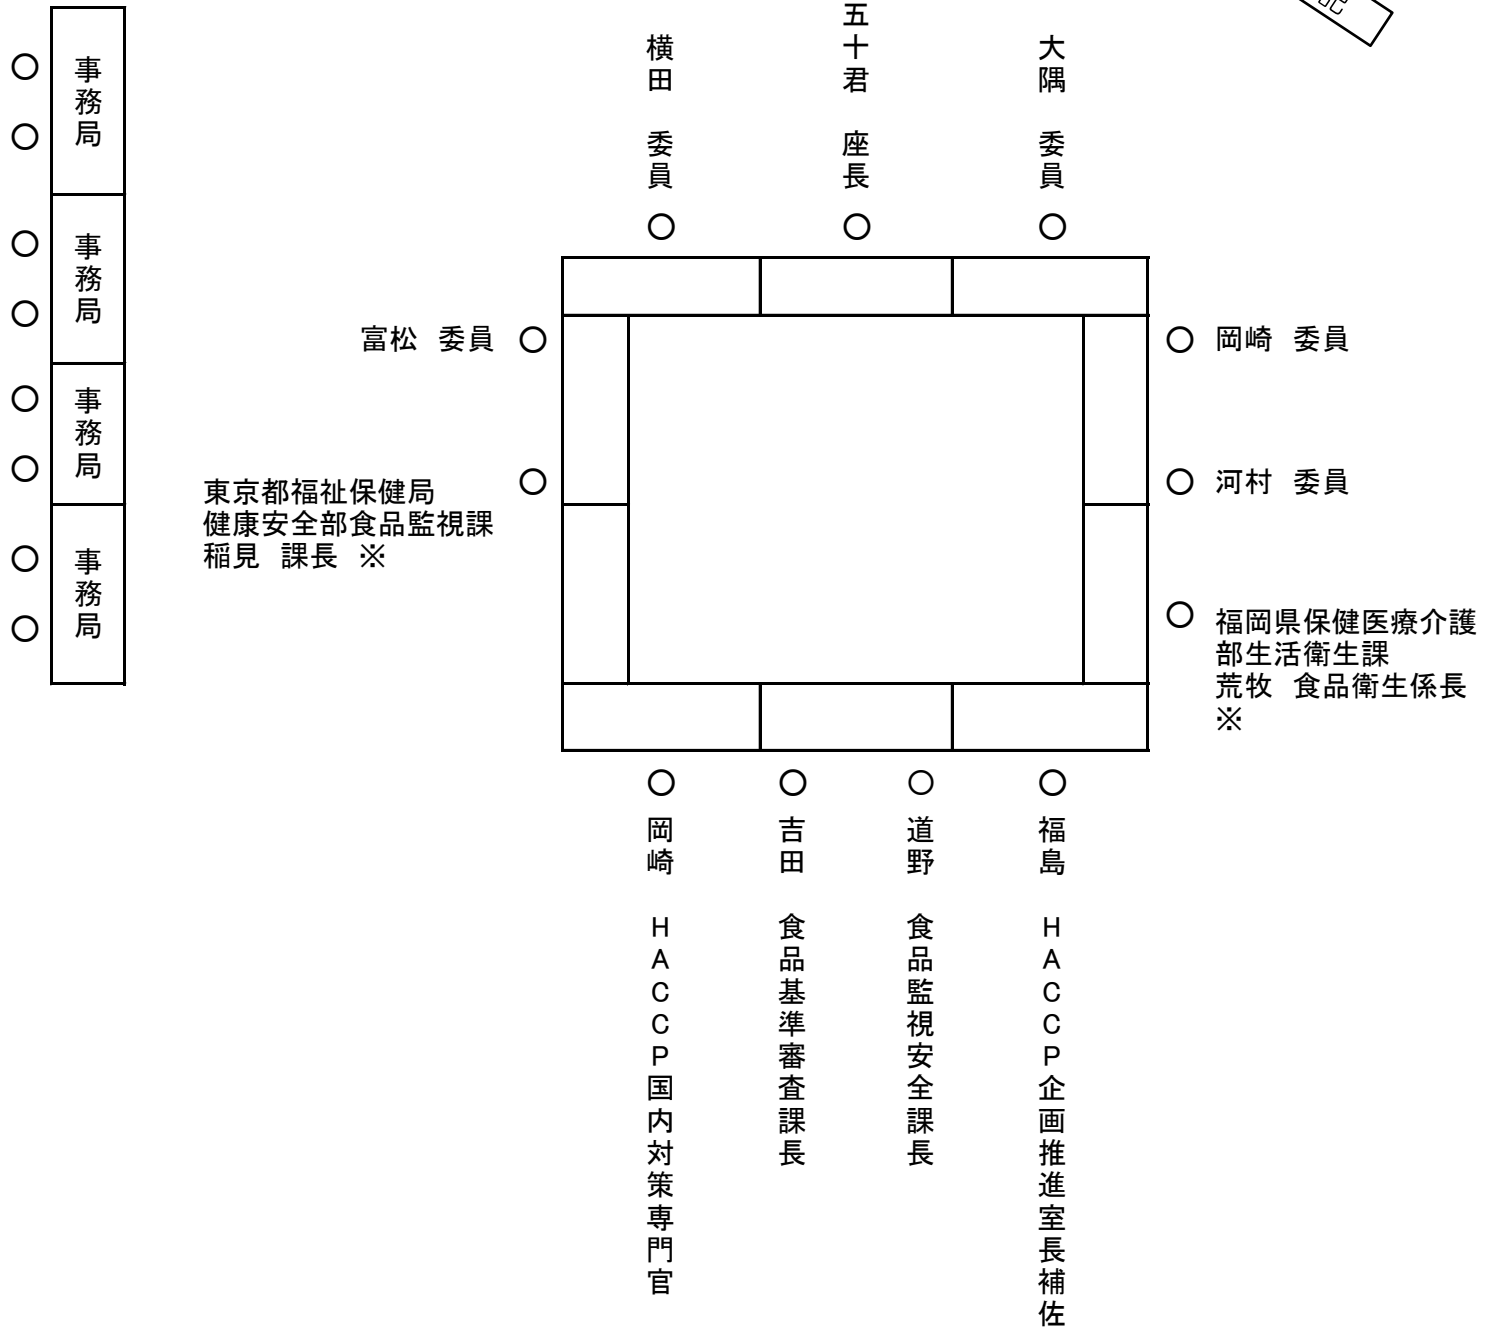 事務局
事務局
事務局
事務局
横田 委員
五十君 座長
大隅 委員
富松 委員
岡崎 委員
東京都福祉保健局
健康安全部食品監視課
稲見 課長 ※
河村 委員
福岡県保健医療介護
部生活衛生課
荒牧 食品衛生係長
※
岡崎 HACCP国内対策専門官
吉田 食品基準審査課長
道野 食品監視安全課長
福島 HACCP企画推進室長補佐